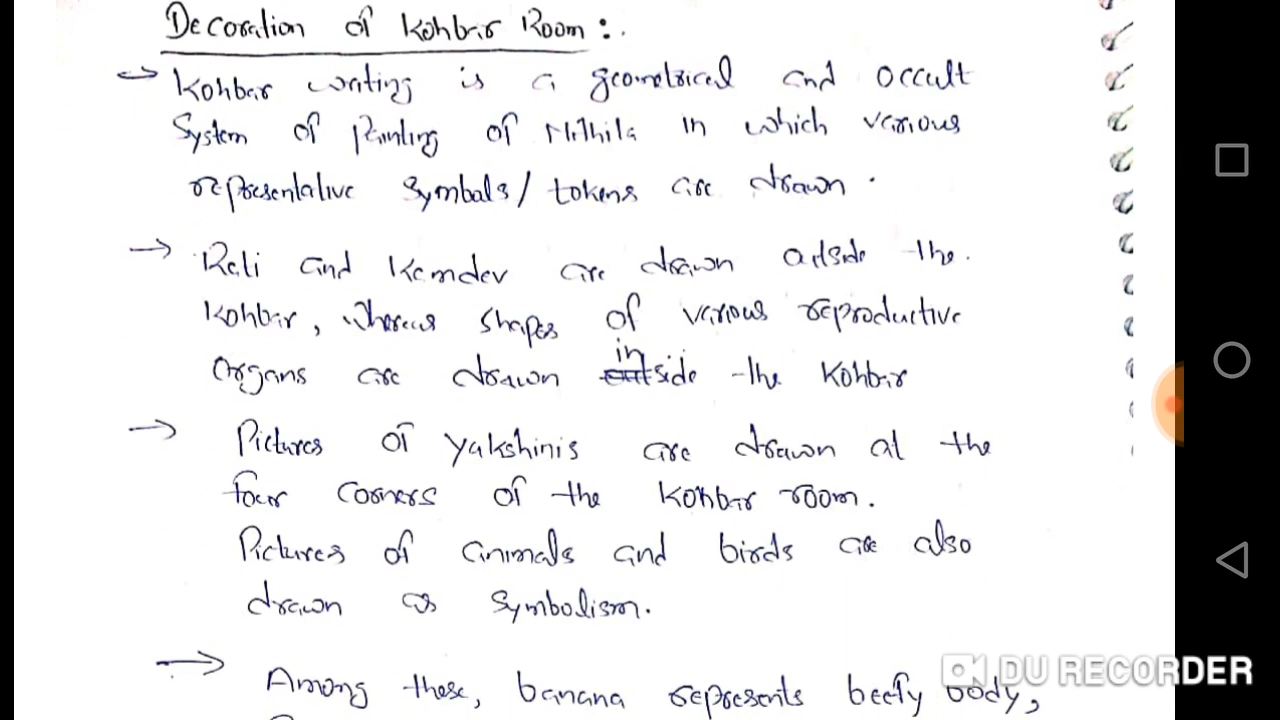 Decoration of Kohbar Room:.
→ Kohbar writing is a geometrical and occult
System of Painting of Mithila in which various
representative symbols/ tokens are drawn.
→ Rati and Kamdev are drawn outside the.
Kohbar, whereas shapes of various reproductive
organs are drawn inside the Kohbar
→ Pictures of Yakshinis are drawn at the
four corners of the Kohbar room.
Pictures of animals and birds are also
drawn as symbolism.
→ Among these, banana represents beefy body,
DU RECORDER